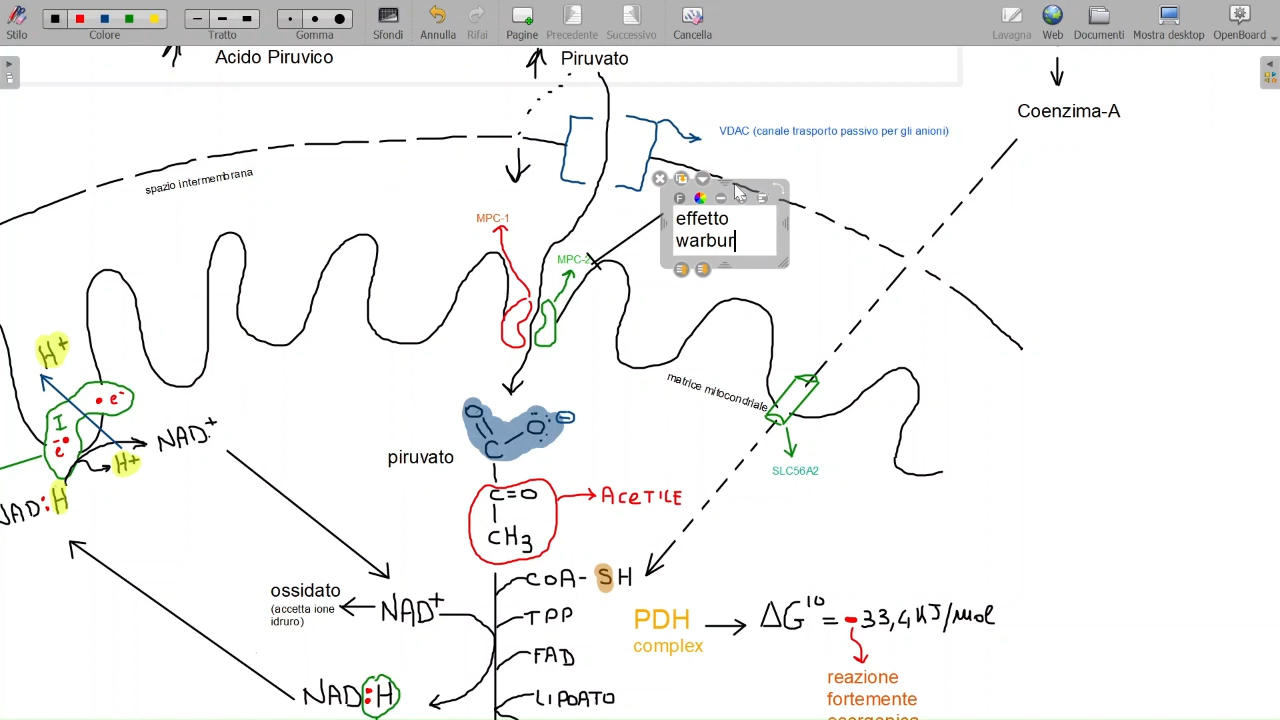 Stilo
Colore
Tratto
Gomma
Sfondi
Annulla
Rifai
Pagine
Precedente
Successivo
Cancella
Lavagna
Web
Documenti
Mostra desktop
OpenBoard
Acido Piruvico
Piruvato
Coenzima-A
VDAC (canale trasporto passivo per gli anioni)
spazio intermembrana
MPC-1
MPC-2
effetto
warbur
H+
e-
I
e-
H+
NAD+
NAD:H
matrice mitocondriale
SLC56A2
O
O
C
piruvato
C=O
CH3
ACETILE
ossidato
(accetta ione
idruro)
NAD+
COA-SH
TPP
FAD
LIPOATO
NAD:H
PDH
complex
ΔG'° = -33,4 KJ/mol
reazione
fortemente